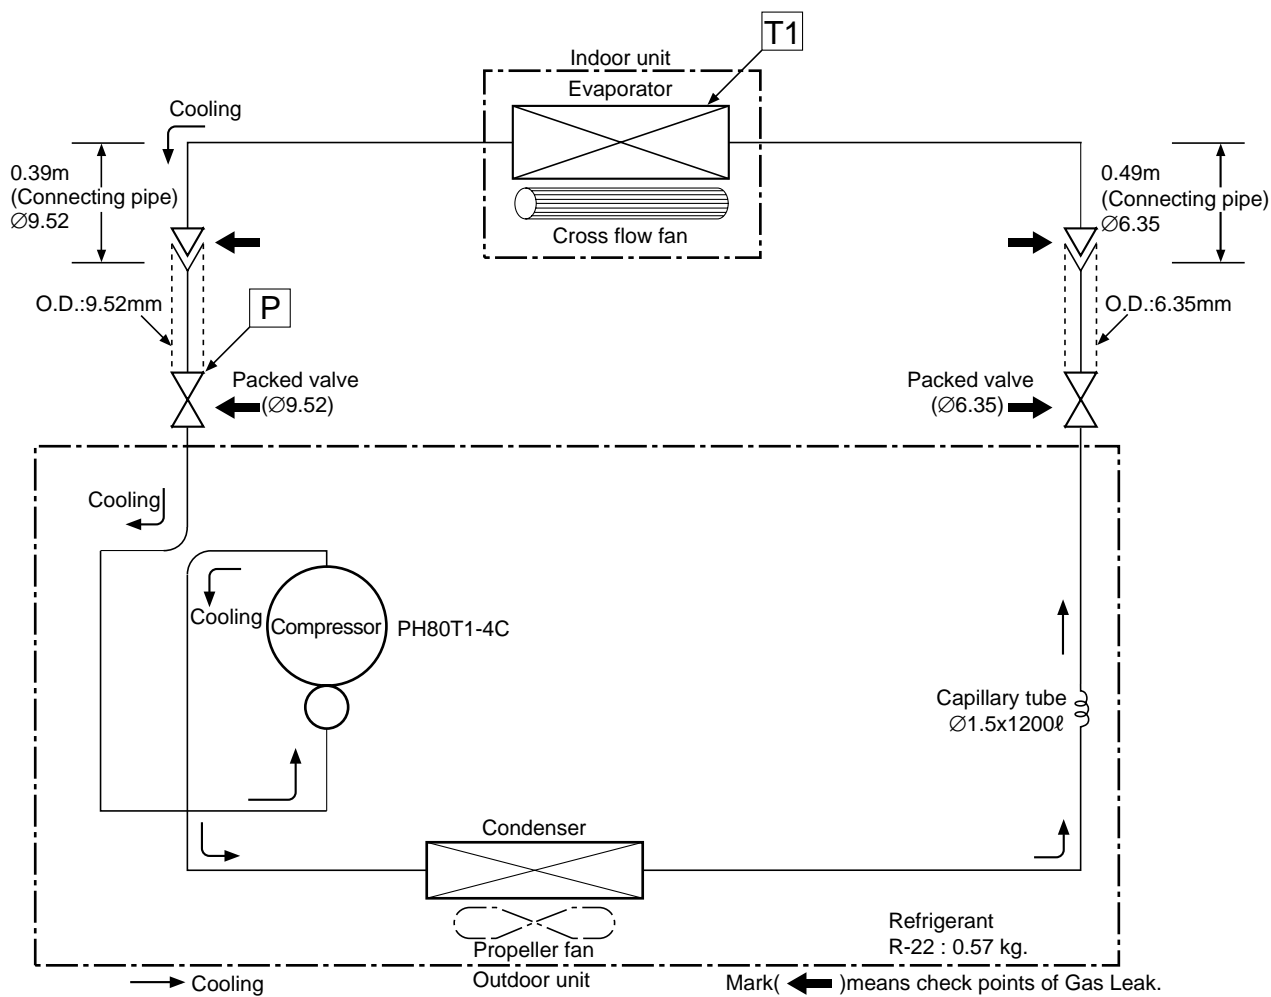 T1
Indoor unit
Evaporator
Cooling
0.39m
(Connecting pipe)
∅9.52
0.49m
(Connecting pipe)
∅6.35
Cross flow fan
O.D.:9.52mm
P
O.D.:6.35mm
Packed valve
(∅9.52)
Packed valve
(∅6.35)
Cooling
Cooling
Compressor
PH80T1-4C
Capillary tube
∅1.5x1200ℓ
Condenser
Propeller fan
Refrigerant
R-22 : 0.57 kg.
Cooling
Outdoor unit
Mark( )means check points of Gas Leak.